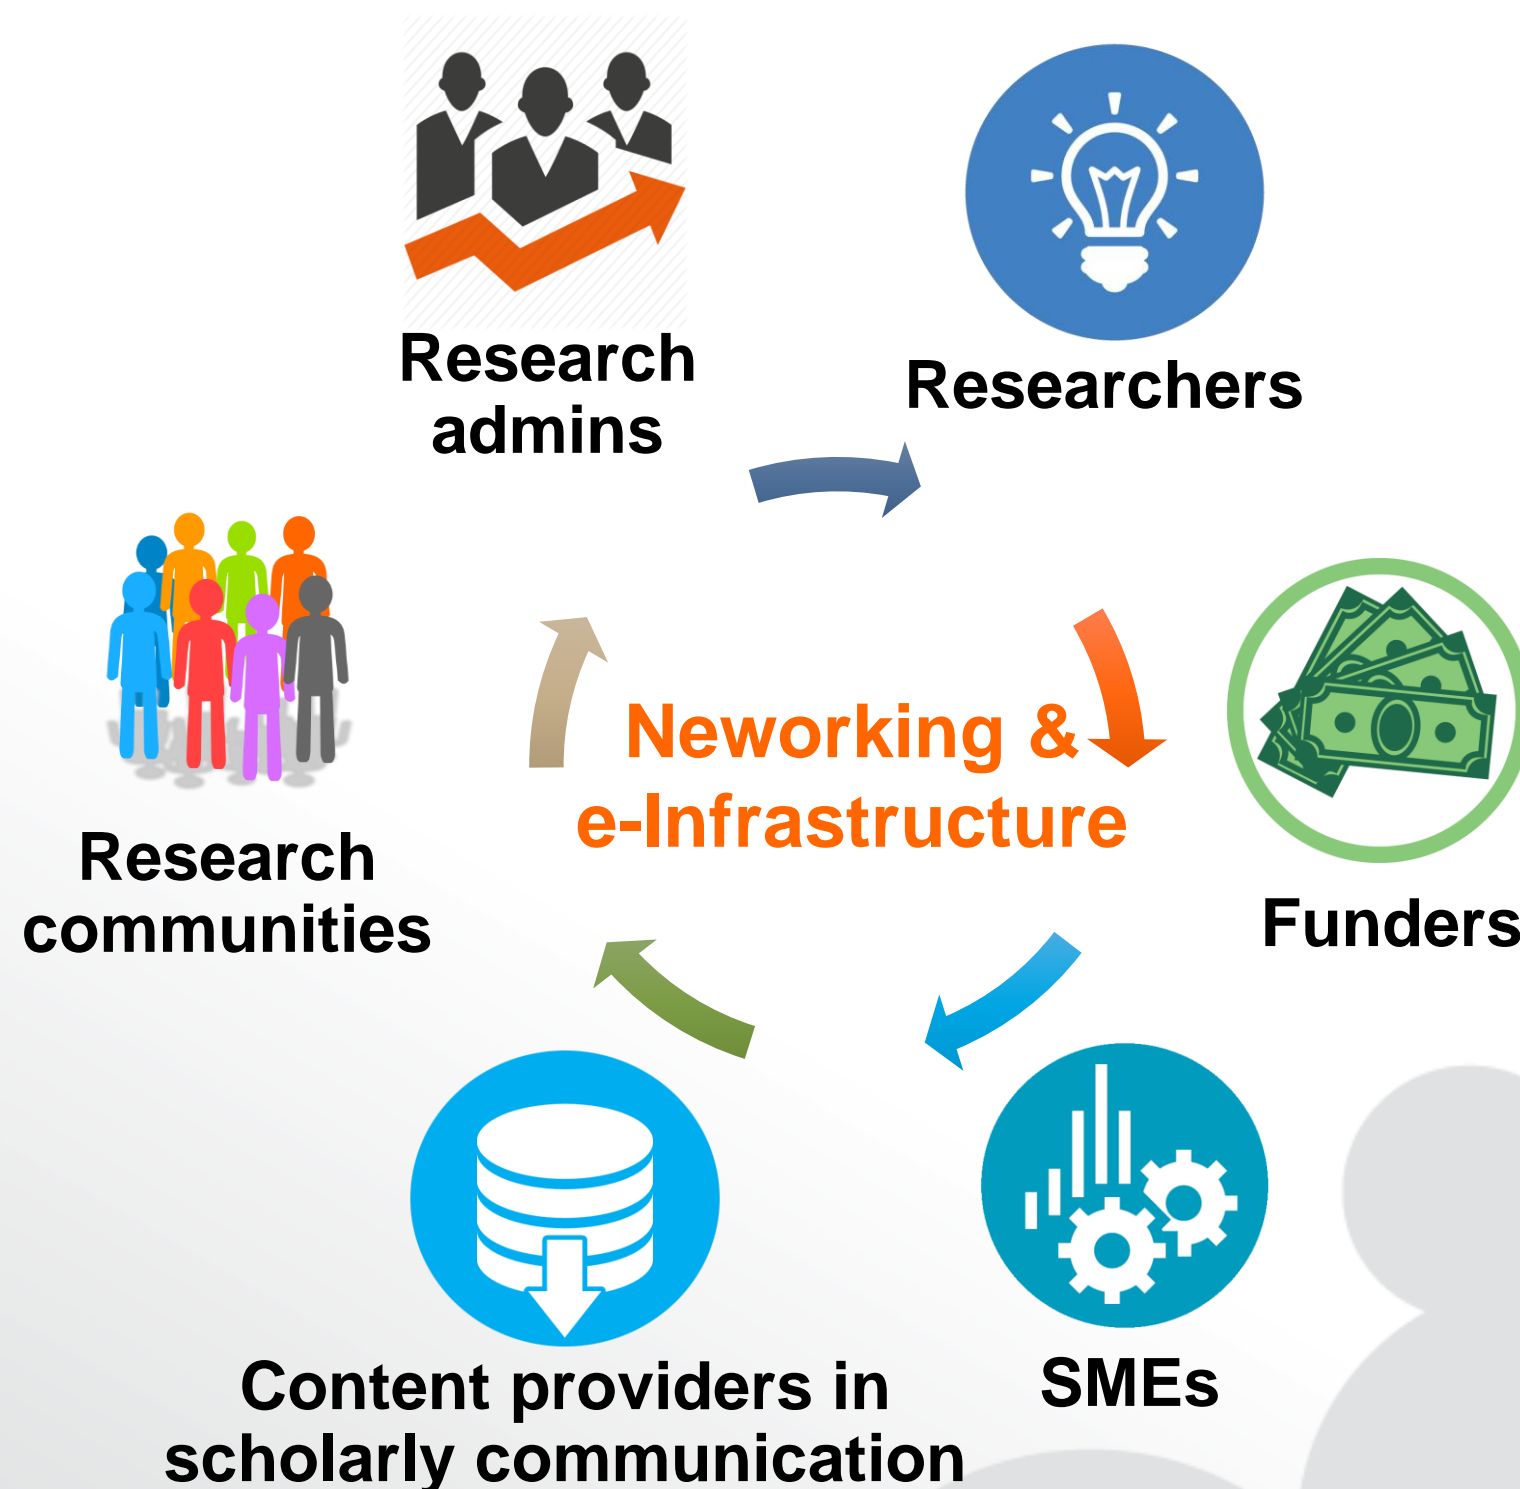 Research
admins
Researchers
Neworking &
e-Infrastructure
Research
communities
Funders
Content providers in
scholarly communication
SMEs